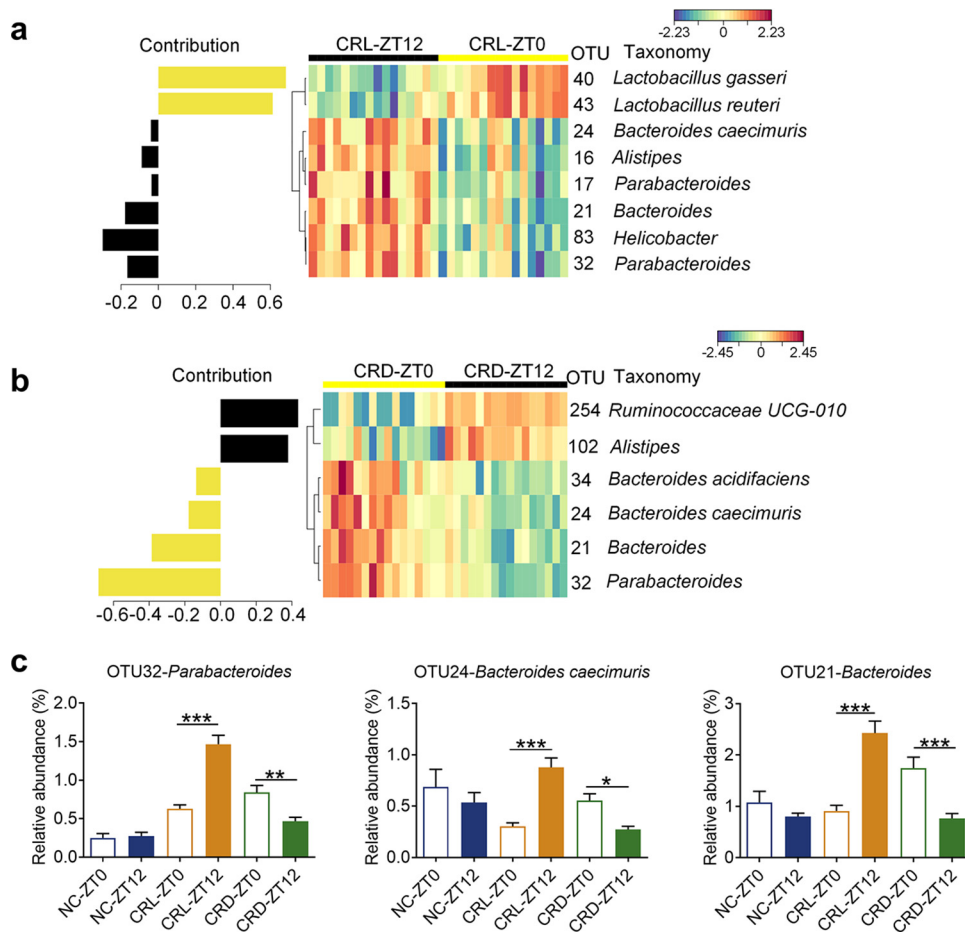 a
-2.23 0 2.23
Contribution CRL-ZT12 CRL-ZT0 OTU Taxonomy
40 Lactobacillus gasseri
43 Lactobacillus reuteri
24 Bacteroides caecimuris
16 Alistipes
17 Parabacteroides
21 Bacteroides
83 Helicobacter
32 Parabacteroides
-0.2 0 0.2 0.4 0.6
b
-2.45 0 2.45
Contribution CRD-ZT0 CRD-ZT12 OTU Taxonomy
254 Ruminococcaceae UCG-010
102 Alistipes
34 Bacteroides acidifaciens
24 Bacteroides caecimuris
21 Bacteroides
32 Parabacteroides
-0.6 -0.4 -0.2 0.0 0.2 0.4
c
OTU32-Parabacteroides
Relative abundance (%)
2.0
1.5
1.0
0.5
0.0
***
**
NC-ZT0
NC-ZT12
CRL-ZT0
CRL-ZT12
CRD-ZT0
CRD-ZT12
OTU24-Bacteroides caecimuris
Relative abundance (%)
1.5
1.0
0.5
0.0
***
*
NC-ZT0
NC-ZT12
CRL-ZT0
CRL-ZT12
CRD-ZT0
CRD-ZT12
OTU21-Bacteroides
Relative abundance (%)
3
2
1
0
***
***
NC-ZT0
NC-ZT12
CRL-ZT0
CRL-ZT12
CRD-ZT0
CRD-ZT12